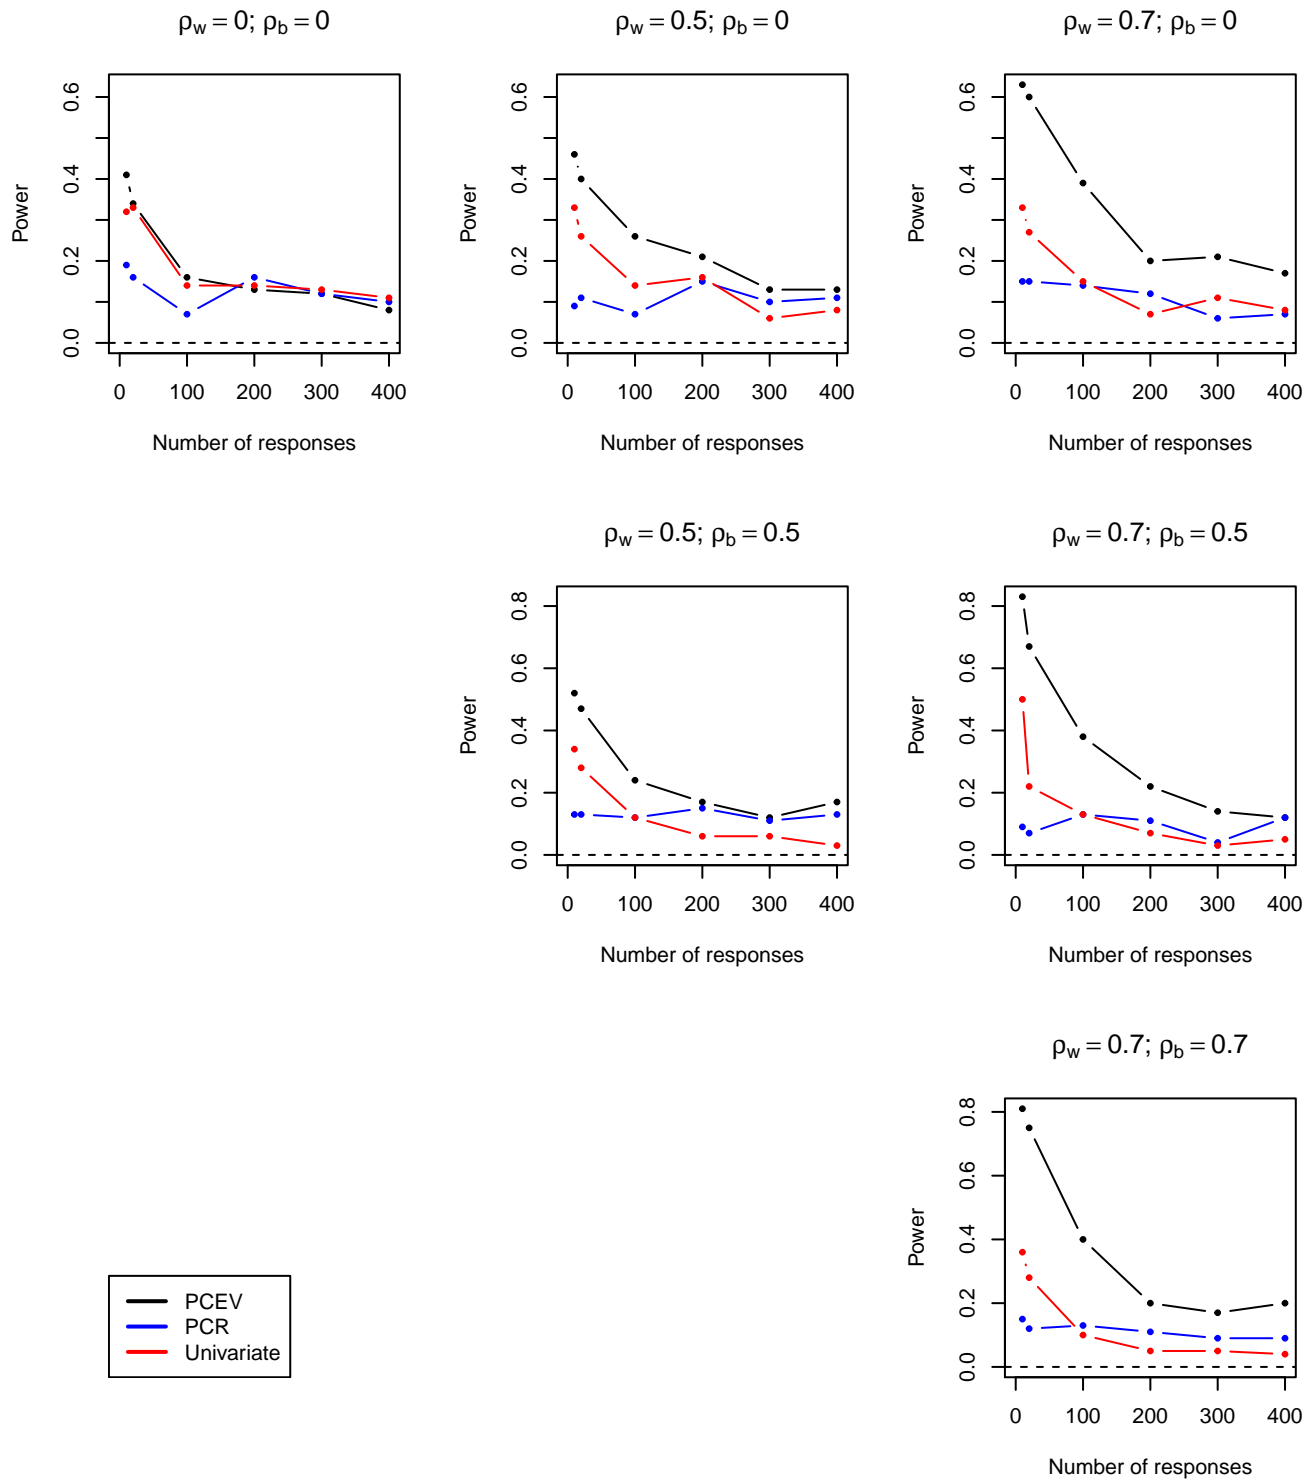 ρw = 0; ρb = 0
ρw = 0.5; ρb = 0
ρw = 0.7; ρb = 0
Power
0.0 0.2 0.4 0.6
0 100 200 300 400
Number of responses
Power
0.0 0.2 0.4 0.6
0 100 200 300 400
Number of responses
Power
0.0 0.2 0.4 0.6
0 100 200 300 400
Number of responses
ρw = 0.5; ρb = 0.5
ρw = 0.7; ρb = 0.5
Power
0.0 0.2 0.4 0.6 0.8
0 100 200 300 400
Number of responses
Power
0.0 0.2 0.4 0.6 0.8
0 100 200 300 400
Number of responses
ρw = 0.7; ρb = 0.7
Power
0.0 0.2 0.4 0.6 0.8
0 100 200 300 400
Number of responses
PCEV
PCR
Univariate